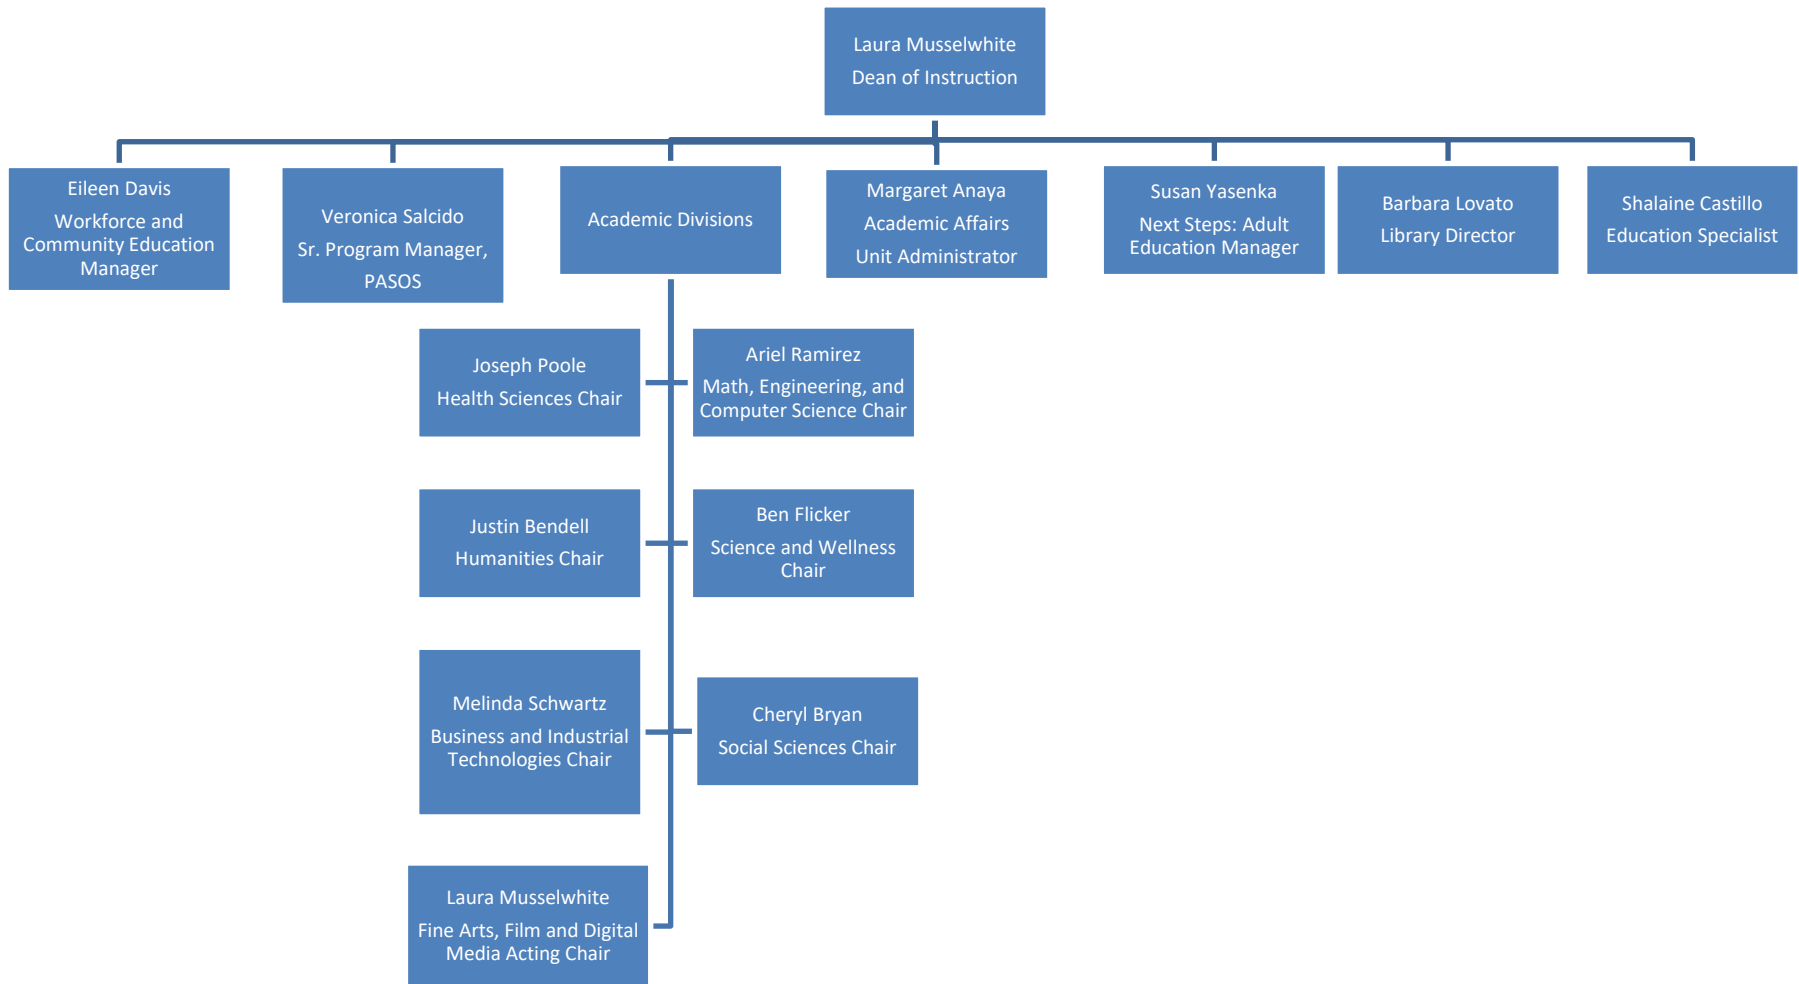 Laura Musselwhite
Dean of Instruction
Eileen Davis
Workforce and
Community Education
Manager
Veronica Salcido
Sr. Program Manager,
PASOS
Academic Divisions
Margaret Anaya
Academic Affairs
Unit Administrator
Susan Yasenka
Next Steps: Adult
Education Manager
Barbara Lovato
Library Director
Shalaine Castillo
Education Specialist
Joseph Poole
Health Sciences Chair
Ariel Ramirez
Math, Engineering, and
Computer Science Chair
Justin Bendell
Humanities Chair
Ben Flicker
Science and Wellness
Chair
Melinda Schwartz
Business and Industrial
Technologies Chair
Cheryl Bryan
Social Sciences Chair
Laura Musselwhite
Fine Arts, Film and Digital
Media Acting Chair